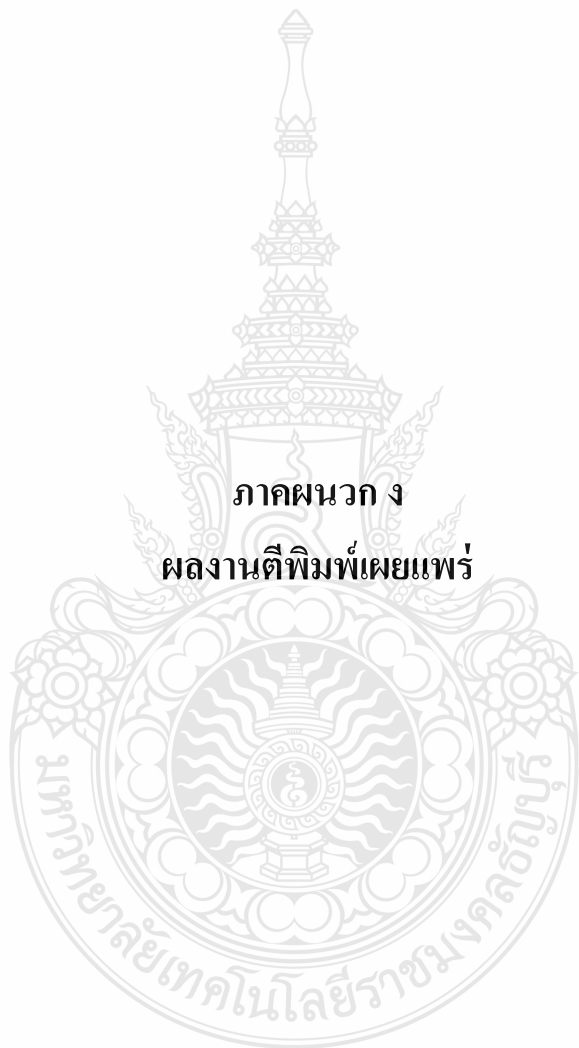 ภาคผนวก ง
ผลงานตีพิมพ์เผยแพร่
มหาวิทยาลัยเทคโนโลยีราชมงคลธัญบุรี